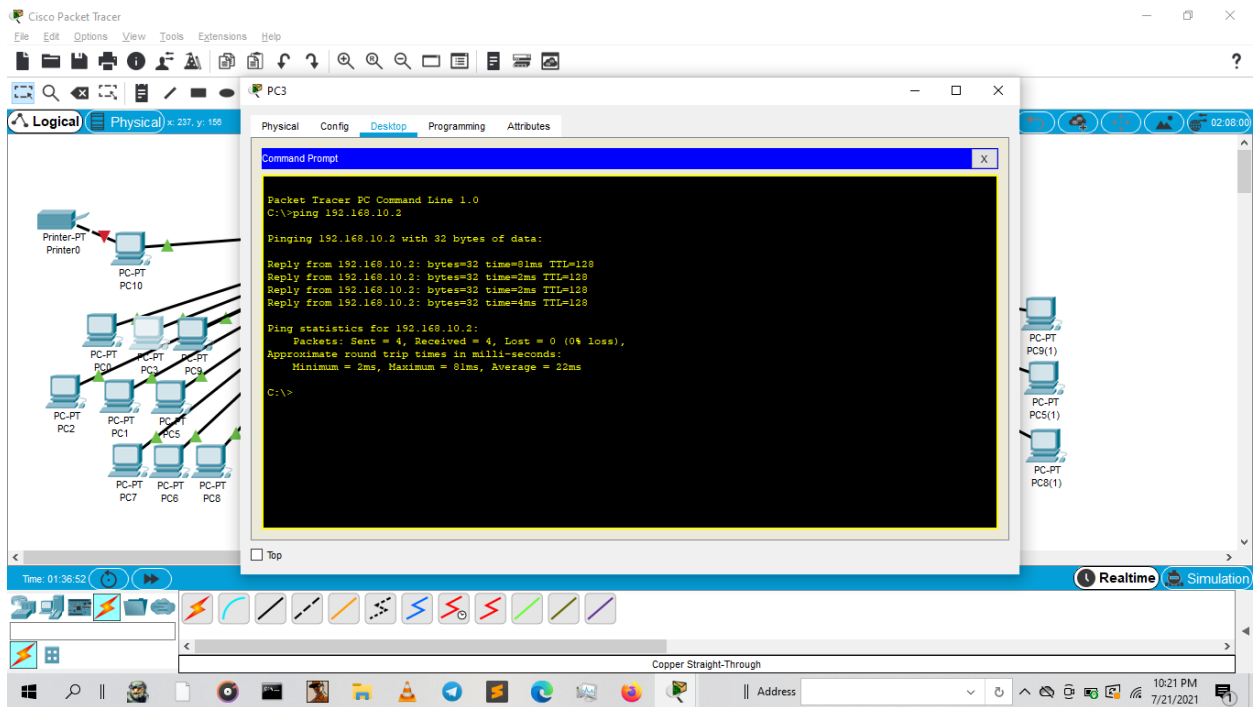 Cisco Packet Tracer
File Edit Options View Tools Extensions Help
?
PC3
Logical
Physical
x: 237, y: 156
02:08:00
Physical Config Desktop Programming Attributes
Command Prompt
X
Packet Tracer PC Command Line 1.0
C:\>ping 192.168.10.2
Pinging 192.168.10.2 with 32 bytes of data:
Reply from 192.168.10.2: bytes=32 time=81ms TTL=128
Reply from 192.168.10.2: bytes=32 time=2ms TTL=128
Reply from 192.168.10.2: bytes=32 time=2ms TTL=128
Reply from 192.168.10.2: bytes=32 time=4ms TTL=128
Ping statistics for 192.168.10.2:
Packets: Sent = 4, Received = 4, Lost = 0 (0% loss),
Approximate round trip times in milli-seconds:
Minimum = 2ms, Maximum = 81ms, Average = 22ms
C:\>
Top
Printer-PT
Printer0
PC-PT
PC10
PC-PT
PC0
PC-PT
PC3
PC-PT
PC9
PC-PT
PC2
PC-PT
PC1
PC-PT
PC5
PC-PT
PC7
PC-PT
PC6
PC-PT
PC8
PC-PT
PC9(1)
PC-PT
PC5(1)
PC-PT
PC8(1)
Time: 01:36:52
Realtime
Simulation
Copper Straight-Through
Address
10:21 PM
7/21/2021
1